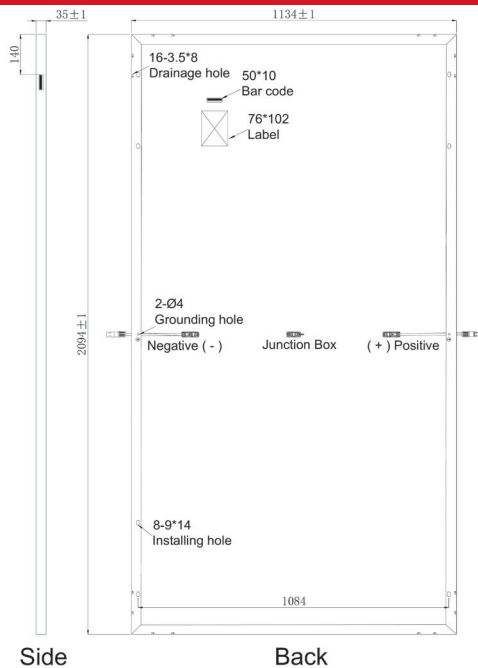 35±1
1134±1
140
16-3.5*8
Drainage hole
50*10
Bar code
76*102
Label
2094±1
2-Ø4
Grounding hole
Negative ( - )
Junction Box
( + ) Positive
8-9*14
Installing hole
1084
Side
Back